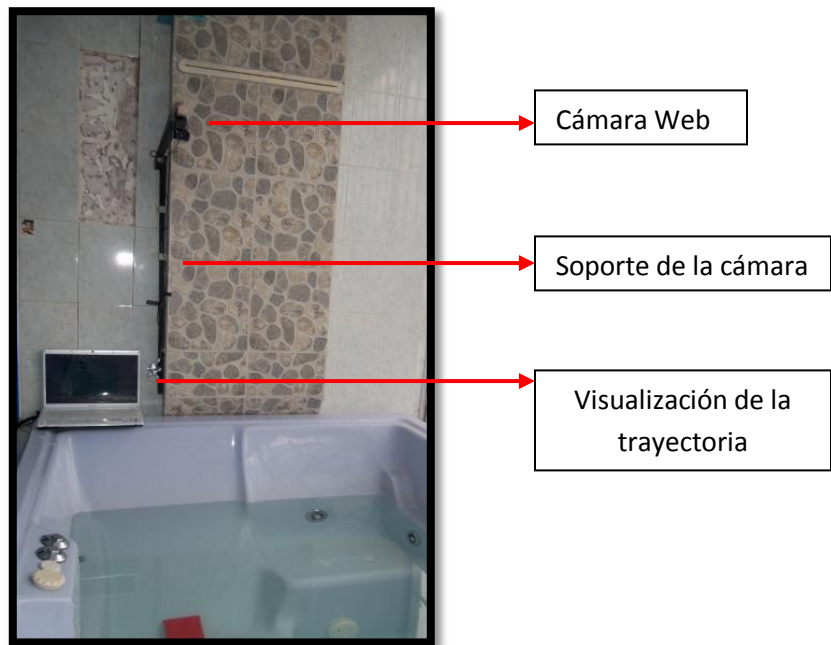 Cámara Web
Soporte de la cámara
Visualización de la
trayectoria